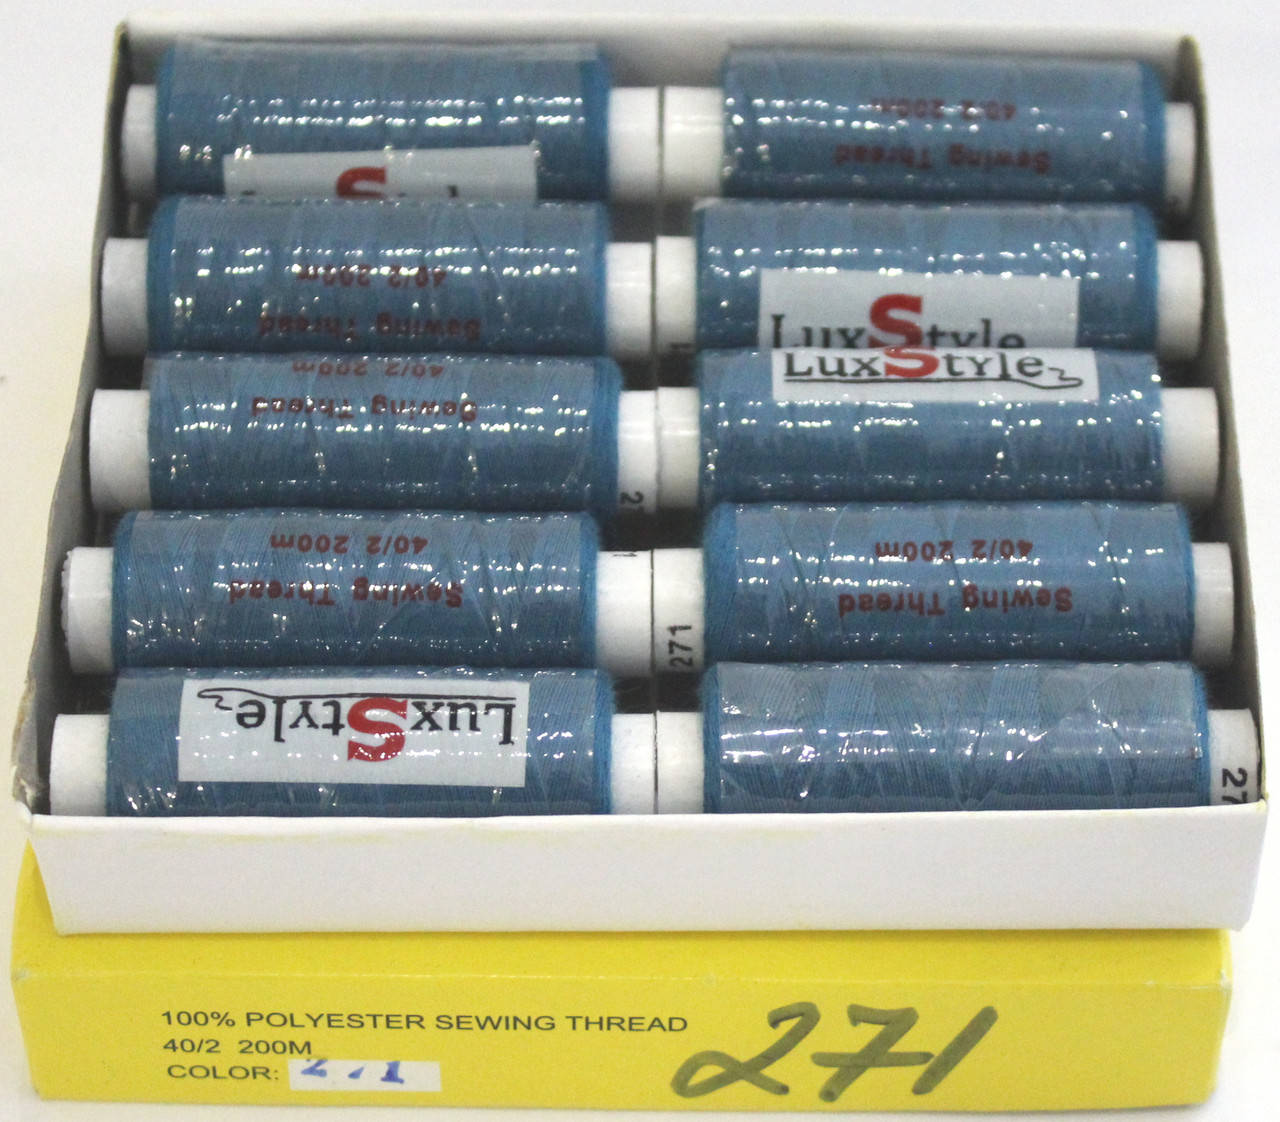 40/2 200m
Sewing Thread
40/2 200m
Sewing Thread
LuxStyle
40/2 200m
Sewing Thread
LuxStyle
40/2 200m
Sewing Thread
271
40/2 200m
Sewing Thread
LuxStyle
100% POLYESTER SEWING THREAD
40/2 200M
COLOR:
271